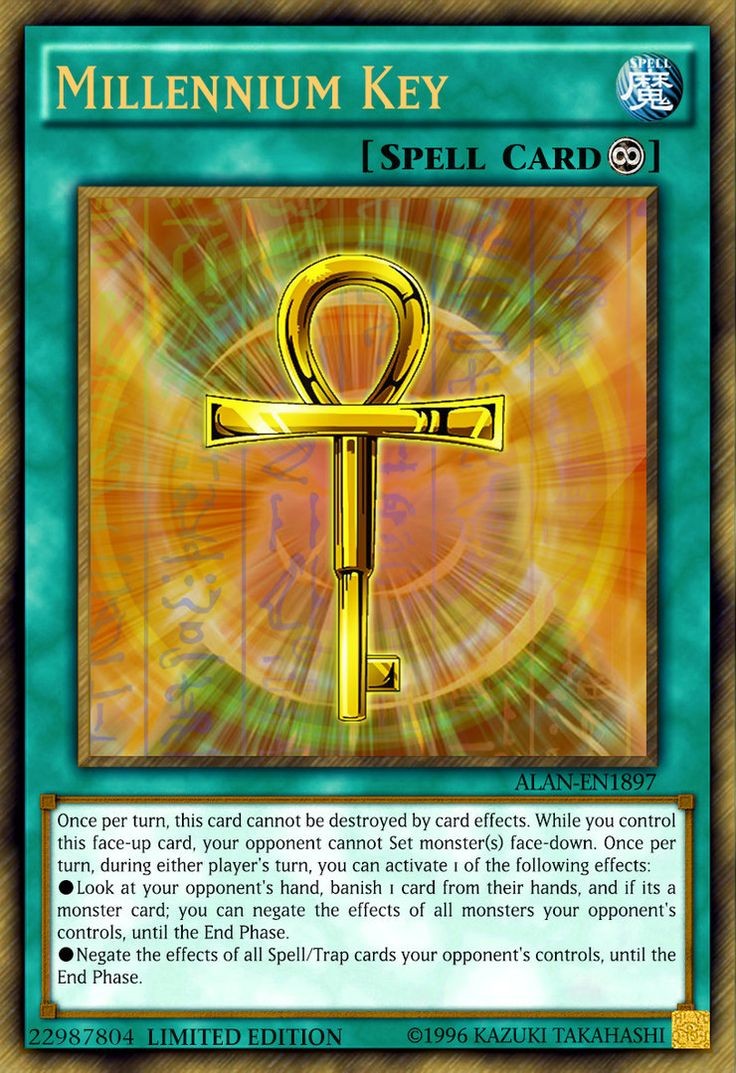 MILLENNIUM KEY
SPELL
魔
[SPELL CARD ]
ALAN-EN1897
Once per turn, this card cannot be destroyed by card effects. While you control
this face-up card, your opponent cannot Set monster(s) face-down. Once per
turn, during either player's turn, you can activate 1 of the following effects:
●Look at your opponent's hand, banish 1 card from their hands, and if its a
monster card; you can negate the effects of all monsters your opponent's
controls, until the End Phase.
●Negate the effects of all Spell/Trap cards your opponent's controls, until the
End Phase.
22987804 LIMITED EDITION ©1996 KAZUKI TAKAHASHI